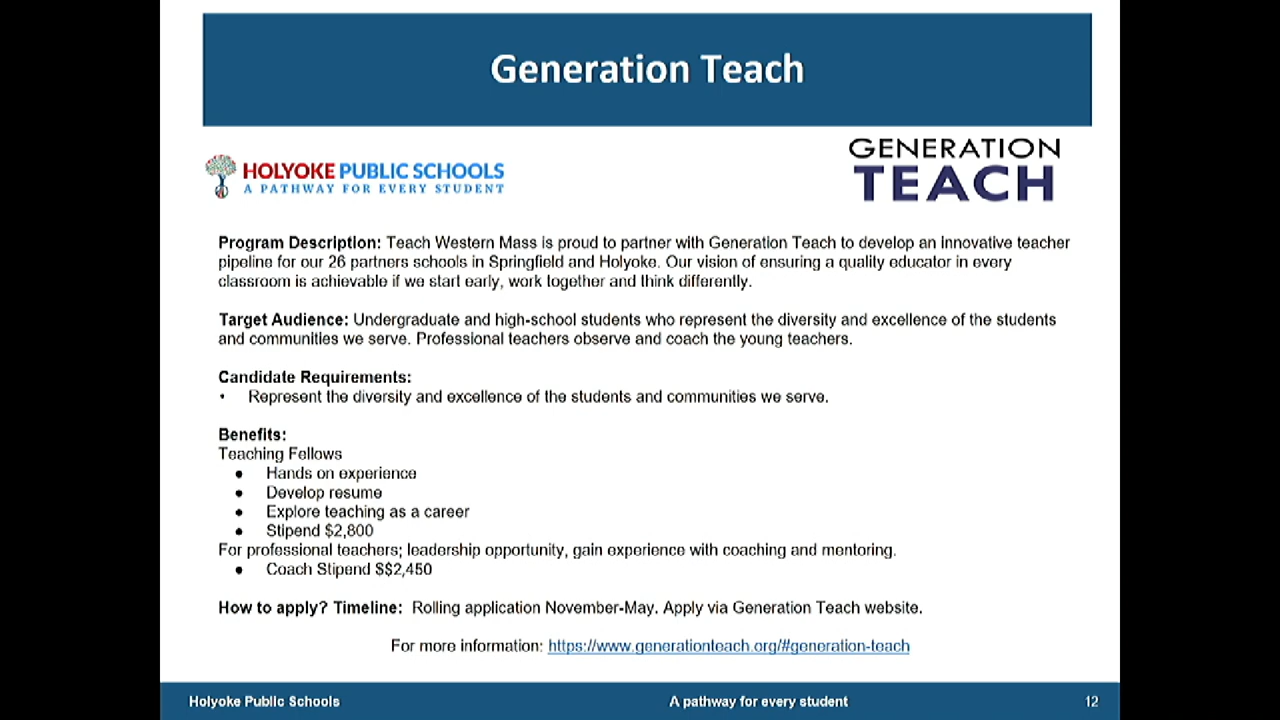 Generation Teach
HOLYOKE PUBLIC SCHOOLS
A PATHWAY FOR EVERY STUDENT
GENERATION
TEACH
Program Description: Teach Western Mass is proud to partner with Generation Teach to develop an innovative teacher
pipeline for our 26 partners schools in Springfield and Holyoke. Our vision of ensuring a quality educator in every
classroom is achievable if we start early, work together and think differently.
Target Audience: Undergraduate and high-school students who represent the diversity and excellence of the students
and communities we serve. Professional teachers observe and coach the young teachers.
Candidate Requirements:
• Represent the diversity and excellence of the students and communities we serve.
Benefits:
Teaching Fellows
● Hands on experience
● Develop resume
● Explore teaching as a career
● Stipend $2,800
For professional teachers; leadership opportunity, gain experience with coaching and mentoring.
● Coach Stipend $$2,450
How to apply? Timeline: Rolling application November-May. Apply via Generation Teach website.
For more information: https://www.generationteach.org/#generation-teach
Holyoke Public Schools
A pathway for every student
12